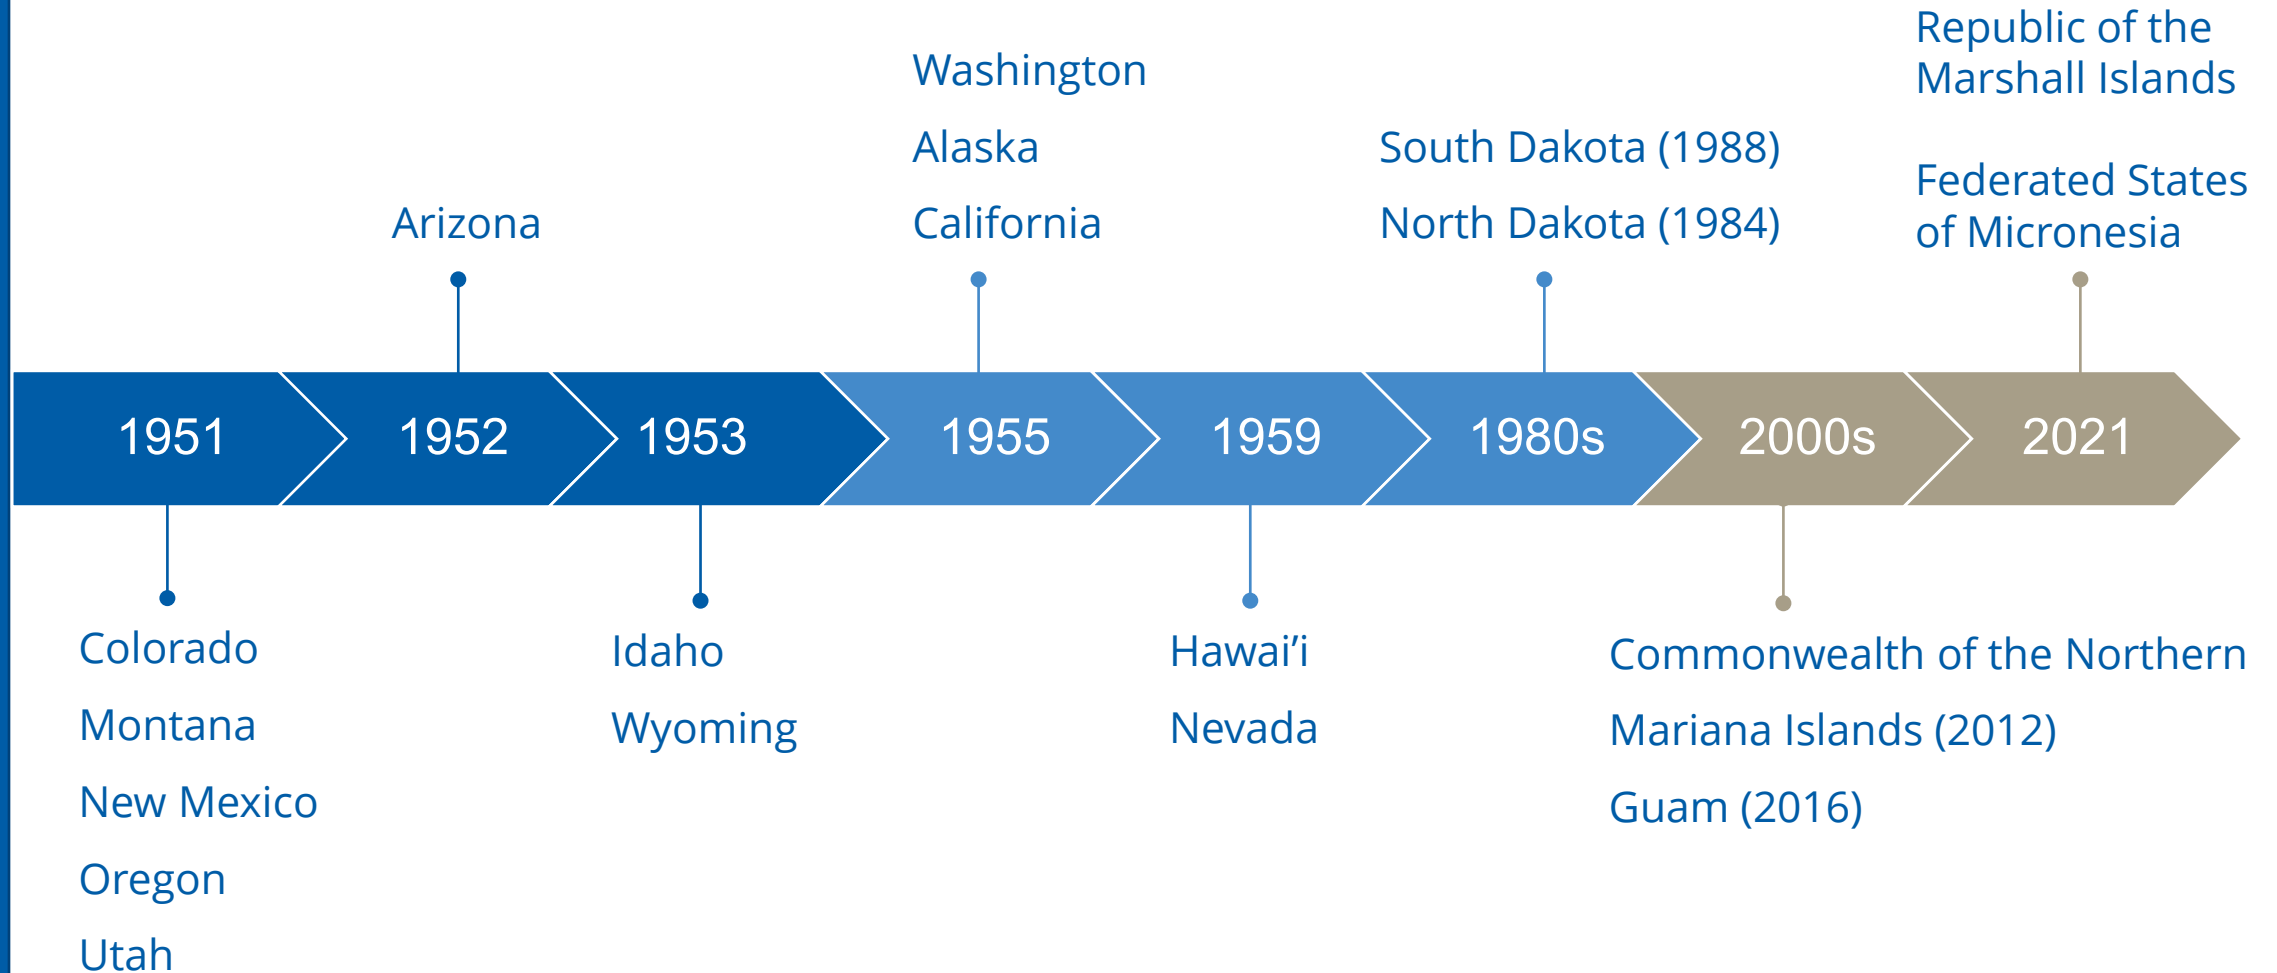 Republic of the
Marshall Islands
Federated States
of Micronesia
Washington
Alaska
California
South Dakota (1988)
North Dakota (1984)
Arizona
1951
1952
1953
1955
1959
1980s
2000s
2021
Colorado
Montana
New Mexico
Oregon
Utah
Idaho
Wyoming
Hawai’i
Nevada
Commonwealth of the Northern
Mariana Islands (2012)
Guam (2016)